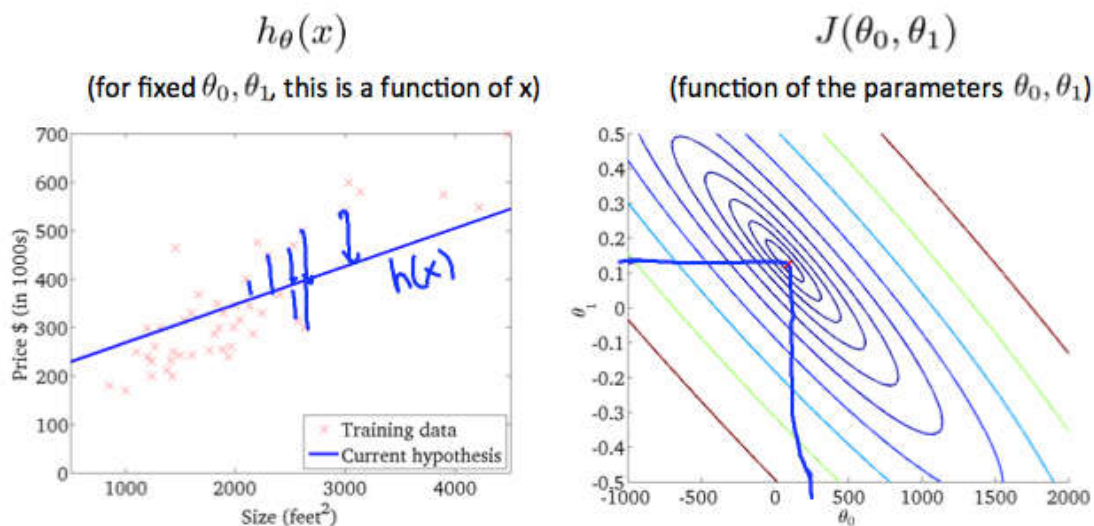 hθ(x)
(for fixed θ₀, θ₁, this is a function of x)
700
600
500
400
300
200
100
0
Price $ (in 1000s)
h(x)
Training data
Current hypothesis
1000
2000
3000
4000
Size (feet²)
J(θ₀, θ₁)
(function of the parameters θ₀, θ₁)
0.5
0.4
0.3
0.2
0.1
0
-0.1
-0.2
-0.3
-0.4
-0.5
θ₁
-1000
-500
0
500
1000
1500
2000
θ₀